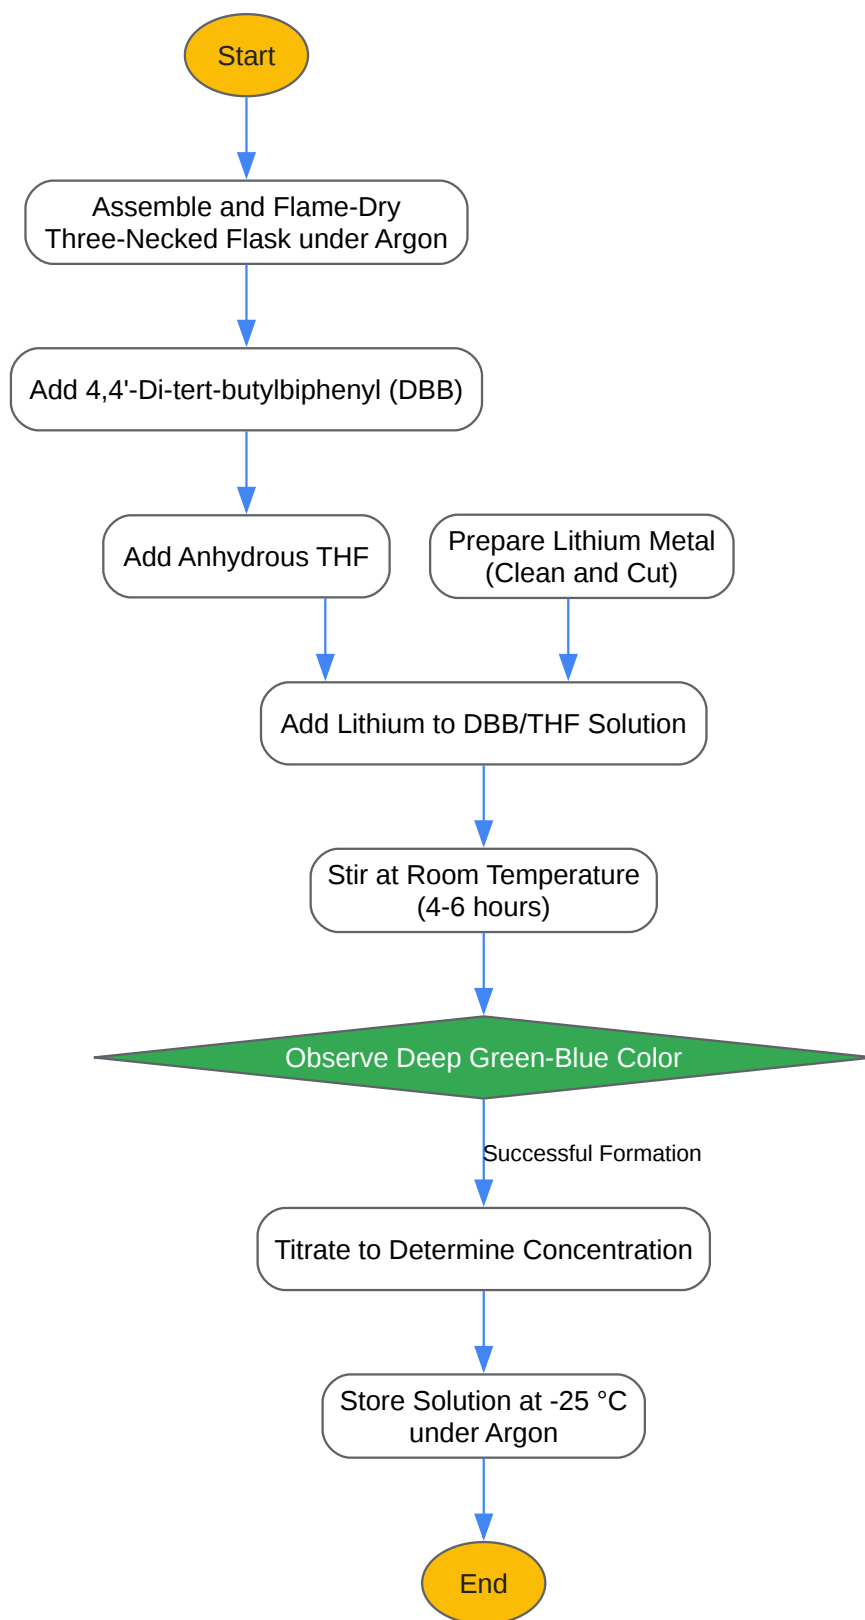 Start
Assemble and Flame-Dry
Three-Necked Flask under Argon
Add 4,4'-Di-tert-butylbiphenyl (DBB)
Add Anhydrous THF
Prepare Lithium Metal
(Clean and Cut)
Add Lithium to DBB/THF Solution
Stir at Room Temperature
(4-6 hours)
Observe Deep Green-Blue Color
Successful Formation
Titrate to Determine Concentration
Store Solution at -25 °C
under Argon
End